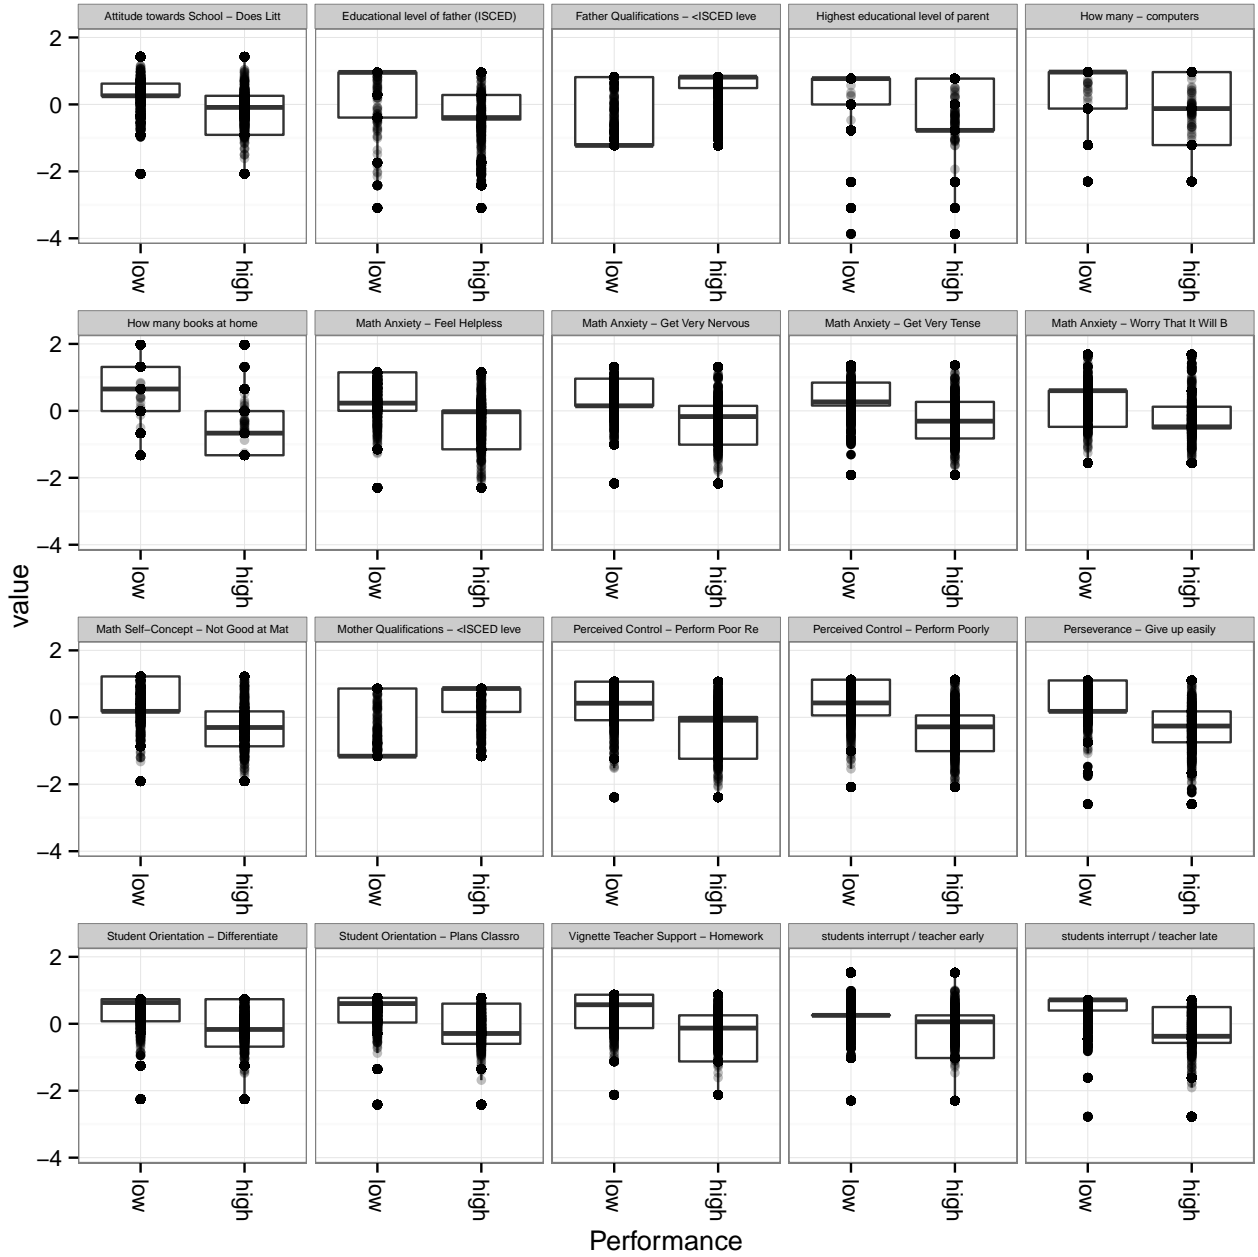 Attitude towards School − Does Litt
Educational level of father (ISCED)
Father Qualifications − <ISCED leve
Highest educational level of parent
How many − computers
2
0
−2
−4
low
high
low
high
low
high
low
high
low
high
How many books at home
Math Anxiety − Feel Helpless
Math Anxiety − Get Very Nervous
Math Anxiety − Get Very Tense
Math Anxiety − Worry That It Will B
2
0
−2
−4
low
high
low
high
low
high
low
high
low
high
value
Math Self−Concept − Not Good at Mat
Mother Qualifications − <ISCED leve
Perceived Control − Perform Poor Re
Perceived Control − Perform Poorly
Perseverance − Give up easily
2
0
−2
−4
low
high
low
high
low
high
low
high
low
high
Student Orientation − Differentiate
Student Orientation − Plans Classro
Vignette Teacher Support − Homework
students interrupt / teacher early
students interrupt / teacher late
2
0
−2
−4
low
high
low
high
low
high
low
high
low
high
Performance